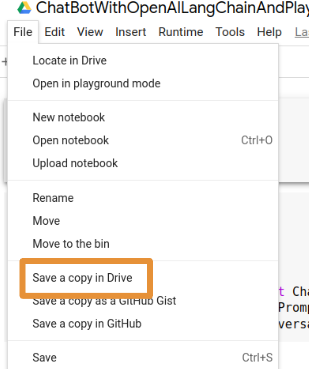 ChatBotWithOpenAILangChainAndPlay
File Edit View Insert Runtime Tools Help La
Locate in Drive
Open in playground mode
New notebook
Open notebook Ctrl+O
Upload notebook
Rename
Move
Move to the bin
Save a copy in Drive
Save a copy as a GitHub Gist
t Cha
Save a copy in GitHub
Promp
versa
Save Ctrl+S